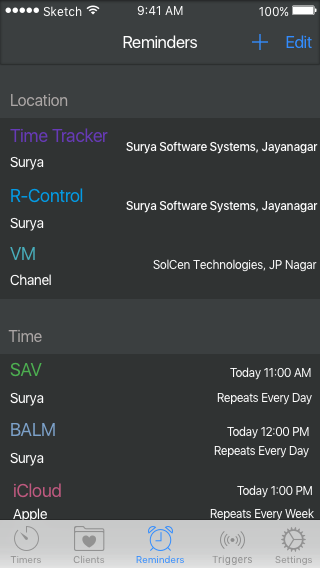 Sketch 9:41 AM 100%
Reminders Edit
Location
Time Tracker
Surya Software Systems, Jayanagar
Surya
R-Control
Surya Software Systems, Jayanagar
Surya
VM
SolCen Technologies, JP Nagar
Chanel
Time
SAV Today 11:00 AM
Surya Repeats Every Day
BALM Today 12:00 PM
Surya Repeats Every Day
iCloud Today 1:00 PM
Apple Repeats Every Week
Timers Clients Reminders Triggers Settings